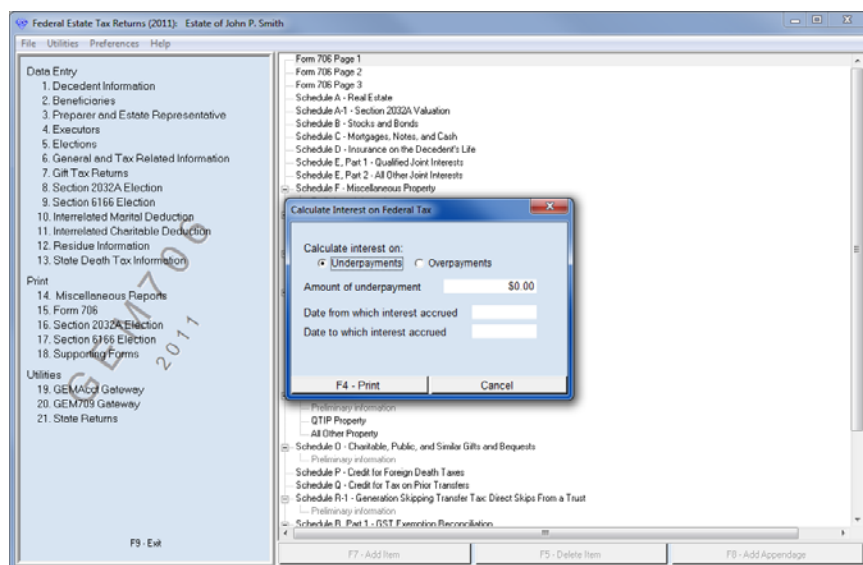 Federal Estate Tax Returns (2011): Estate of John P. Smith
File Utilities Preferences Help
Data Entry
1. Decedent Information
2. Beneficiaries
3. Preparer and Estate Representative
4. Executors
5. Elections
6. General and Tax Related Information
7. Gift Tax Returns
8. Section 2032A Election
9. Section 6166 Election
10. Interrelated Marital Deduction
11. Interrelated Charitable Deduction
12. Residue Information
13. State Death Tax Information
Print
14. Miscellaneous Reports
15. Form 706
16. Section 2032A Election
17. Section 6166 Election
18. Supporting Forms
Utilities
19. GEMAcct Gateway
20. GEM709 Gateway
21. State Returns
GEM706
2011
F9 - Exit
Form 706 Page 1
Form 706 Page 2
Form 706 Page 3
Schedule A - Real Estate
Schedule A-1 - Section 2032A Valuation
Schedule B - Stocks and Bonds
Schedule C - Mortgages, Notes, and Cash
Schedule D - Insurance on the Decedent's Life
Schedule E, Part 1 - Qualified Joint Interests
Schedule E, Part 2 - All Other Joint Interests
Schedule F - Miscellaneous Property
Calculate Interest on Federal Tax
Calculate interest on:
Underpayments Overpayments
Amount of underpayment $0.00
Date from which interest accrued
Date to which interest accrued
F4 - Print Cancel
Preliminary information
QTIP Property
All Other Property
Schedule O - Charitable, Public, and Similar Gifts and Bequests
Preliminary information
Schedule P - Credit for Foreign Death Taxes
Schedule Q - Credit for Tax on Prior Transfers
Schedule R-1 - Generation Skipping Transfer Tax: Direct Skips From a Trust
Preliminary information
Schedule R, Part 1 - GST Exemption Reconciliation
F7 - Add Item F5 - Delete Item F8 - Add Appendage